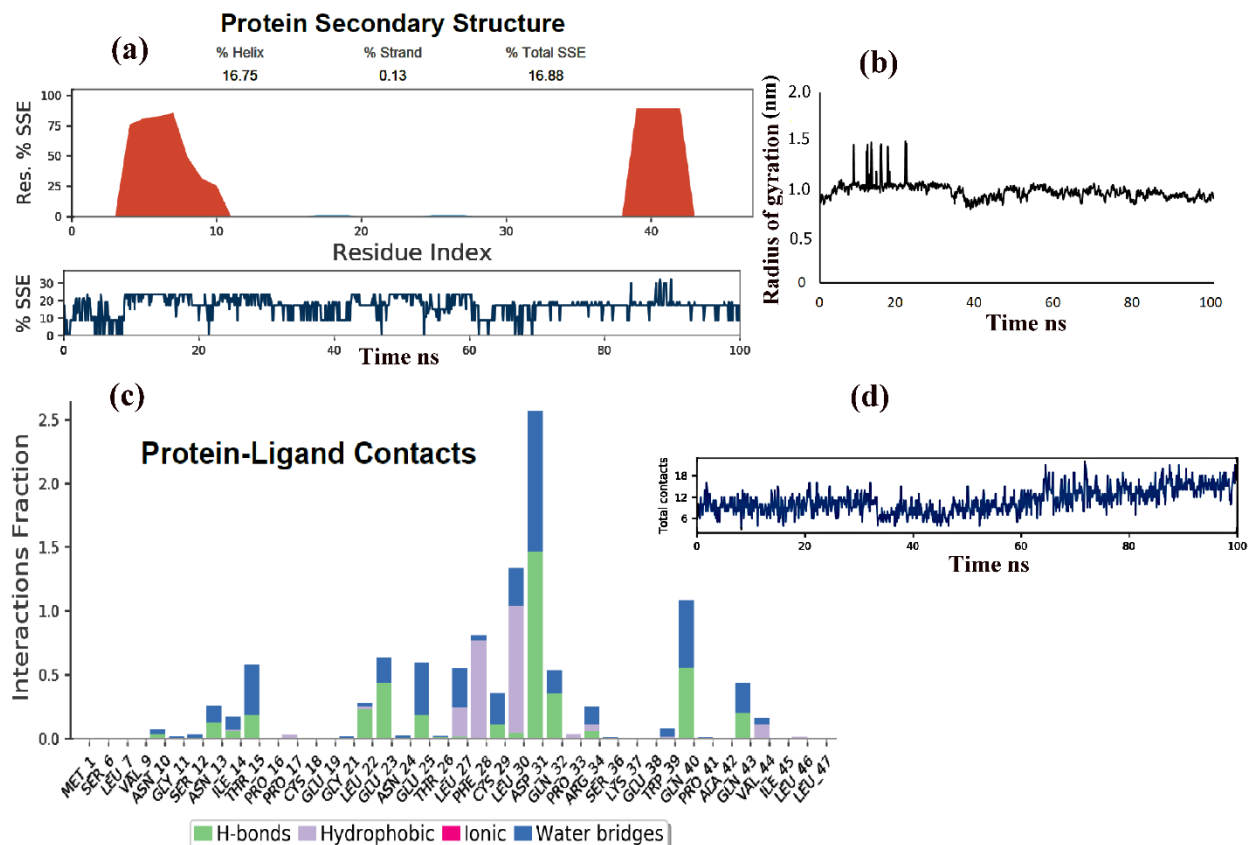 Protein Secondary Structure
(a)
% Helix % Strand % Total SSE
16.75 0.13 16.88
Res. % SSE
100
75
50
25
0
10 20 30 40
Residue Index
% SSE
30
20
10
0
0 20 40 60 80 100
Time ns
(b)
Radius of gyration (nm)
2.0
1.5
1.0
0.5
0
0 20 40 60 80 100
Time ns
(c)
Protein-Ligand Contacts
Interactions Fraction
2.5
2.0
1.5
1.0
0.5
0.0
MET_1 SER_6 LEU_7 VAL_9 ASN_10 GLY_11 SER_12 ASN_13 ILE_14 THR_15 PRO_16 PRO_17 CYS_18 GLU_19 GLY_21 LEU_22 GLU_23 ASN_24 GLU_25 THR_26 LEU_27 PHE_28 CYS_29 LEU_30 ASP_31 GLN_32 PRO_33 ARG_34 SER_36 LYS_37 GLU_38 TRP_39 GLN_40 PRO_41 ALA_42 GLN_43 VAL_44 ILE_45 LEU_46 LEU_47
H-bonds Hydrophobic Ionic Water bridges
(d)
Total contacts
18
12
6
0 20 40 60 80 100
Time ns